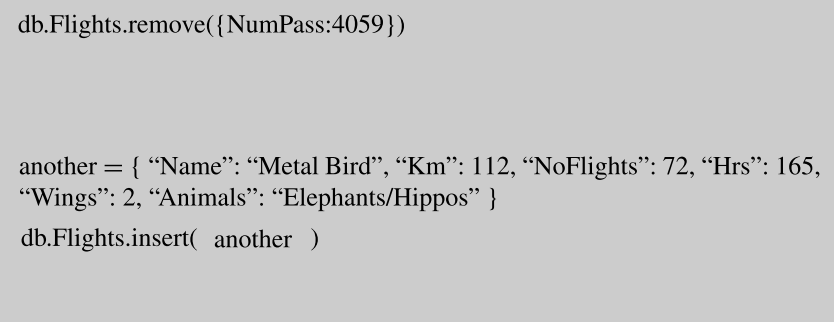 db.Flights.remove({NumPass:4059})
another = { “Name”: “Metal Bird”, “Km”: 112, “NoFlights”: 72, “Hrs”: 165,
“Wings”: 2, “Animals”: “Elephants/Hippos” }
db.Flights.insert( another )